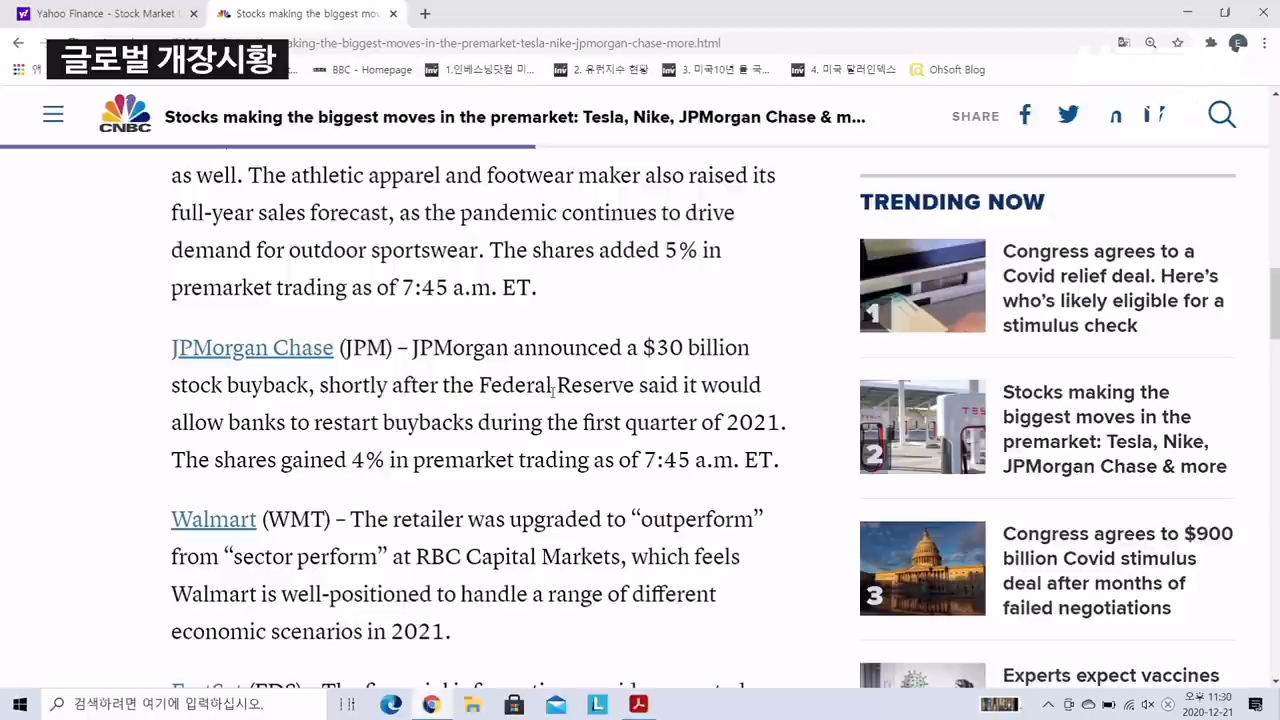 Yahoo Finance - Stock Market
Stocks making the biggest mov
글로벌 개장시황
aking-the-biggest-moves-in-the-premarket-tesla-nike-jpmorgan-chase-more.html
BBC - Homepage
1.인베스닝닷컴 미...
2. 유럽지수 현황
3. 미국10년 물 국...
4. 미국 달러인덱스
OhSoft Blog
CNBC
Stocks making the biggest moves in the premarket: Tesla, Nike, JPMorgan Chase & m...
SHARE
as well. The athletic apparel and footwear maker also raised its
full-year sales forecast, as the pandemic continues to drive
demand for outdoor sportswear. The shares added 5% in
premarket trading as of 7:45 a.m. ET.
JPMorgan Chase (JPM) – JPMorgan announced a $30 billion
stock buyback, shortly after the Federal Reserve said it would
allow banks to restart buybacks during the first quarter of 2021.
The shares gained 4% in premarket trading as of 7:45 a.m. ET.
Walmart (WMT) – The retailer was upgraded to “outperform”
from “sector perform” at RBC Capital Markets, which feels
Walmart is well-positioned to handle a range of different
economic scenarios in 2021.
TRENDING NOW
1
Congress agrees to a
Covid relief deal. Here’s
who’s likely eligible for a
stimulus check
2
Stocks making the
biggest moves in the
premarket: Tesla, Nike,
JPMorgan Chase & more
3
Congress agrees to $900
billion Covid stimulus
deal after months of
failed negotiations
Experts expect vaccines
검색하려면 여기에 입력하십시오.
오후 11:30
2020-12-21